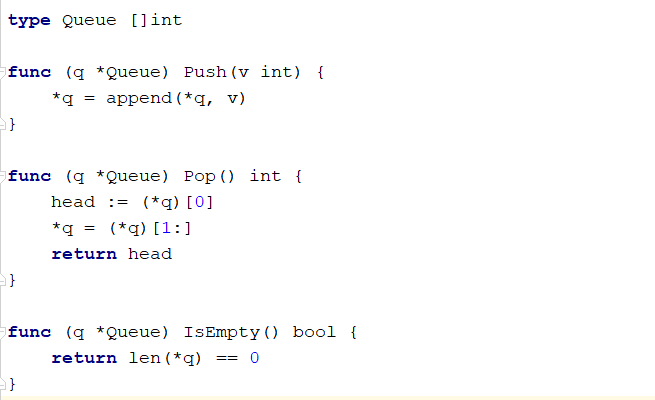 type Queue []int
func (q *Queue) Push(v int) {
    *q = append(*q, v)
}
func (q *Queue) Pop() int {
    head := (*q)[0]
    *q = (*q)[1:]
    return head
}
func (q *Queue) IsEmpty() bool {
    return len(*q) == 0
}